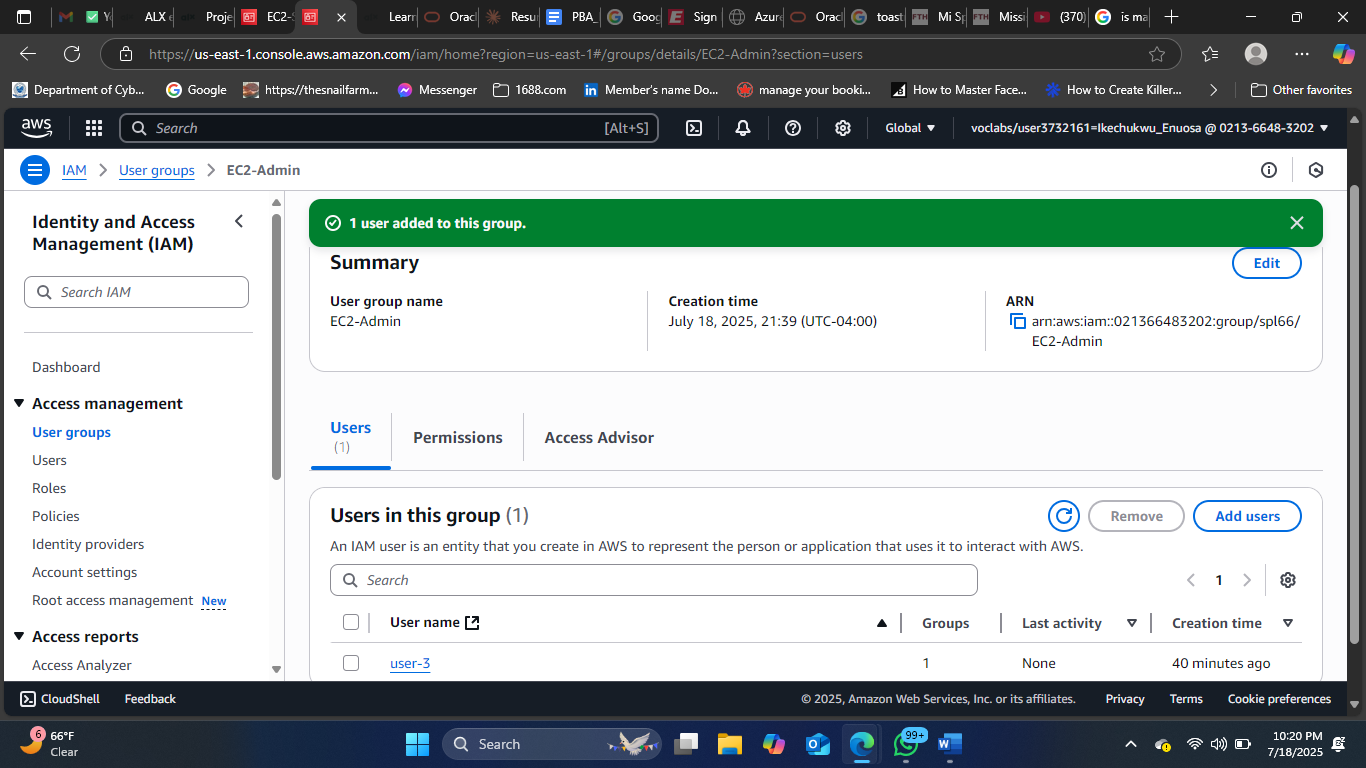 Yo
ALX e
Proje
EC2-S
Learn
Oracl
Resu
PBA_
Goog
Sign
Azure
Oracl
toast
Mi Sp
Missi
(370)
is ma
https://us-east-1.console.aws.amazon.com/iam/home?region=us-east-1#/groups/details/EC2-Admin?section=users
Department of Cyb...
Google
https://thesnailfarm...
Messenger
1688.com
Member's name Do...
manage your booki...
How to Master Face...
How to Create Killer...
Other favorites
aws
Search [Alt+S]
Global
voclabs/user3732161=Ikechukwu_Enuosa @ 0213-6648-3202
IAM > User groups > EC2-Admin
Identity and Access
Management (IAM)
Search IAM
Dashboard
Access management
User groups
Users
Roles
Policies
Identity providers
Account settings
Root access management New
Access reports
Access Analyzer
1 user added to this group.
Summary
Edit
User group name
EC2-Admin
Creation time
July 18, 2025, 21:39 (UTC-04:00)
ARN
arn:aws:iam::021366483202:group/spl66/
EC2-Admin
Users
(1)
Permissions
Access Advisor
Users in this group (1)
Remove
Add users
An IAM user is an entity that you create in AWS to represent the person or application that uses it to interact with AWS.
Search
1
User name Groups Last activity Creation time
user-3 1 None 40 minutes ago
CloudShell Feedback
© 2025, Amazon Web Services, Inc. or its affiliates. Privacy Terms Cookie preferences
6
66°F
Clear
Search
99+
10:20 PM
7/18/2025